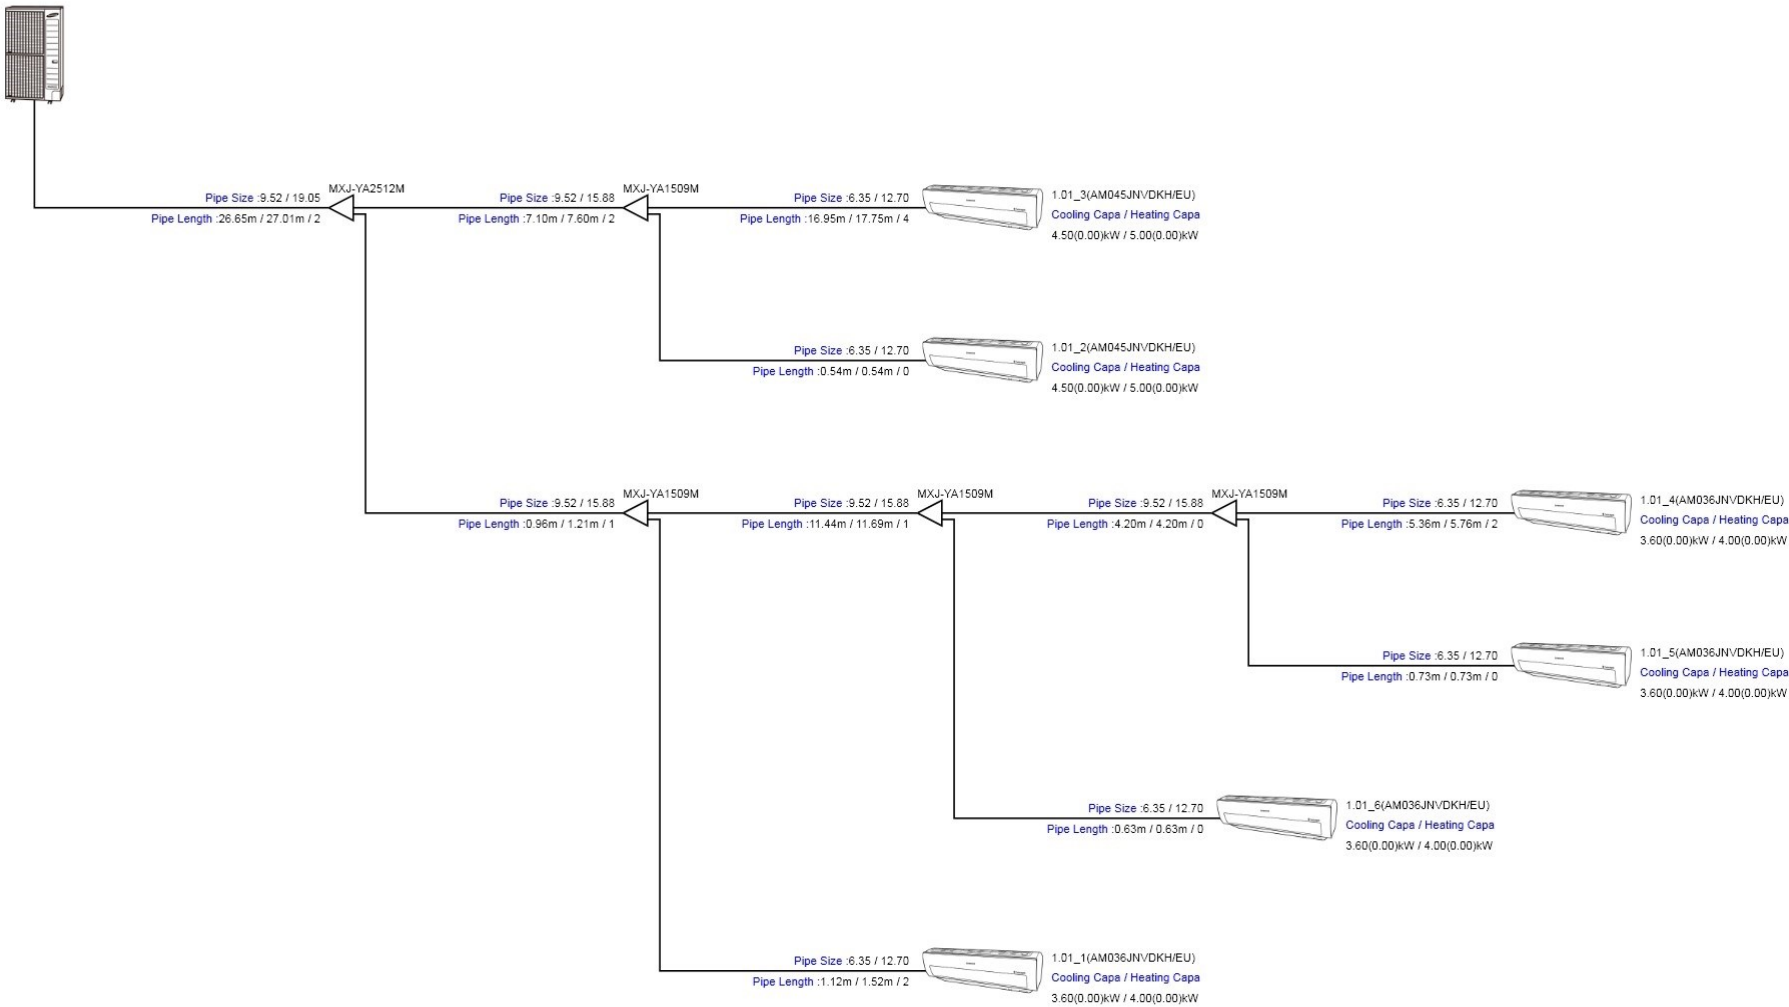 MXJ-YA2512M
Pipe Size :9.52 / 19.05
Pipe Length :26.65m / 27.01m / 2
MXJ-YA1509M
Pipe Size :9.52 / 15.88
Pipe Length :7.10m / 7.60m / 2
Pipe Size :6.35 / 12.70
Pipe Length :16.95m / 17.75m / 4
1.01_3(AM045JNVDKH/EU)
Cooling Capa / Heating Capa
4.50(0.00)kW / 5.00(0.00)kW
Pipe Size :6.35 / 12.70
Pipe Length :0.54m / 0.54m / 0
1.01_2(AM045JNVDKH/EU)
Cooling Capa / Heating Capa
4.50(0.00)kW / 5.00(0.00)kW
MXJ-YA1509M
Pipe Size :9.52 / 15.88
Pipe Length :0.96m / 1.21m / 1
MXJ-YA1509M
Pipe Size :9.52 / 15.88
Pipe Length :11.44m / 11.69m / 1
MXJ-YA1509M
Pipe Size :9.52 / 15.88
Pipe Length :4.20m / 4.20m / 0
Pipe Size :6.35 / 12.70
Pipe Length :5.36m / 5.76m / 2
1.01_4(AM036JNVDKH/EU)
Cooling Capa / Heating Capa
3.60(0.00)kW / 4.00(0.00)kW
Pipe Size :6.35 / 12.70
Pipe Length :0.73m / 0.73m / 0
1.01_5(AM036JNVDKH/EU)
Cooling Capa / Heating Capa
3.60(0.00)kW / 4.00(0.00)kW
Pipe Size :6.35 / 12.70
Pipe Length :0.63m / 0.63m / 0
1.01_6(AM036JNVDKH/EU)
Cooling Capa / Heating Capa
3.60(0.00)kW / 4.00(0.00)kW
Pipe Size :6.35 / 12.70
Pipe Length :1.12m / 1.52m / 2
1.01_1(AM036JNVDKH/EU)
Cooling Capa / Heating Capa
3.60(0.00)kW / 4.00(0.00)kW